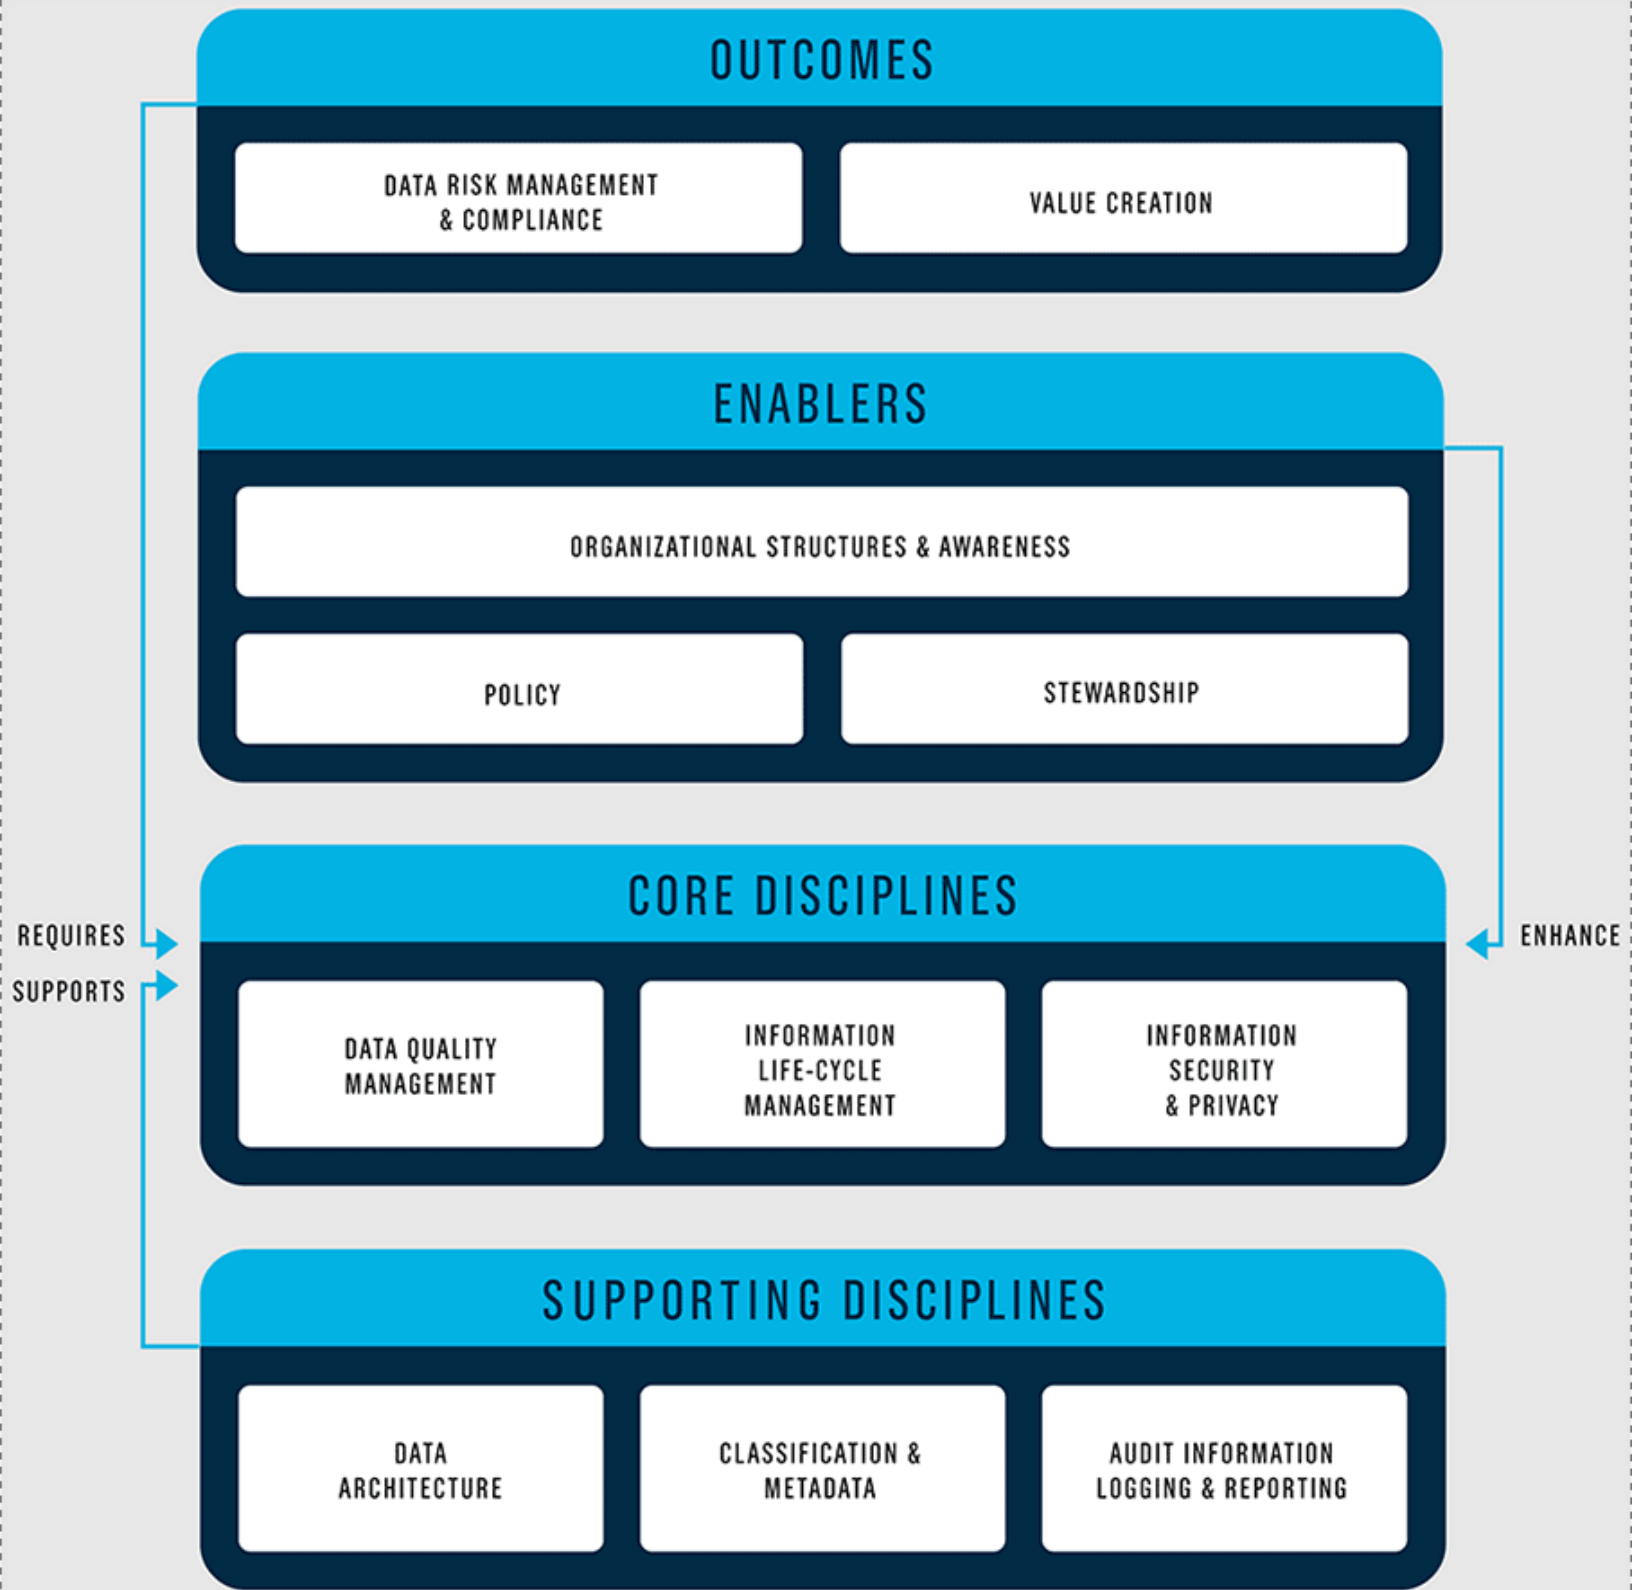 OUTCOMES
DATA RISK MANAGEMENT
& COMPLIANCE
VALUE CREATION
ENABLERS
ORGANIZATIONAL STRUCTURES & AWARENESS
POLICY
STEWARDSHIP
CORE DISCIPLINES
REQUIRES
SUPPORTS
ENHANCE
DATA QUALITY
MANAGEMENT
INFORMATION
LIFE-CYCLE
MANAGEMENT
INFORMATION
SECURITY
& PRIVACY
SUPPORTING DISCIPLINES
DATA
ARCHITECTURE
CLASSIFICATION &
METADATA
AUDIT INFORMATION
LOGGING & REPORTING